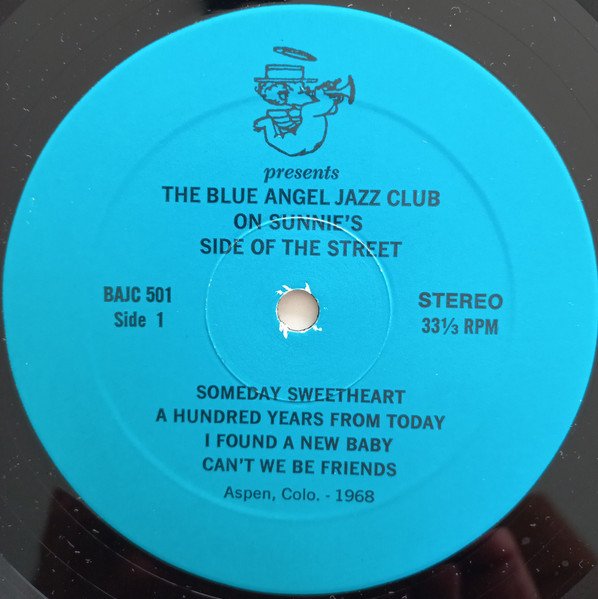 presents
THE BLUE ANGEL JAZZ CLUB
ON SUNNIE'S
SIDE OF THE STREET
BAJC 501
Side 1
STEREO
33⅓ RPM
SOMEDAY SWEETHEART
A HUNDRED YEARS FROM TODAY
I FOUND A NEW BABY
CAN'T WE BE FRIENDS
Aspen, Colo. - 1968